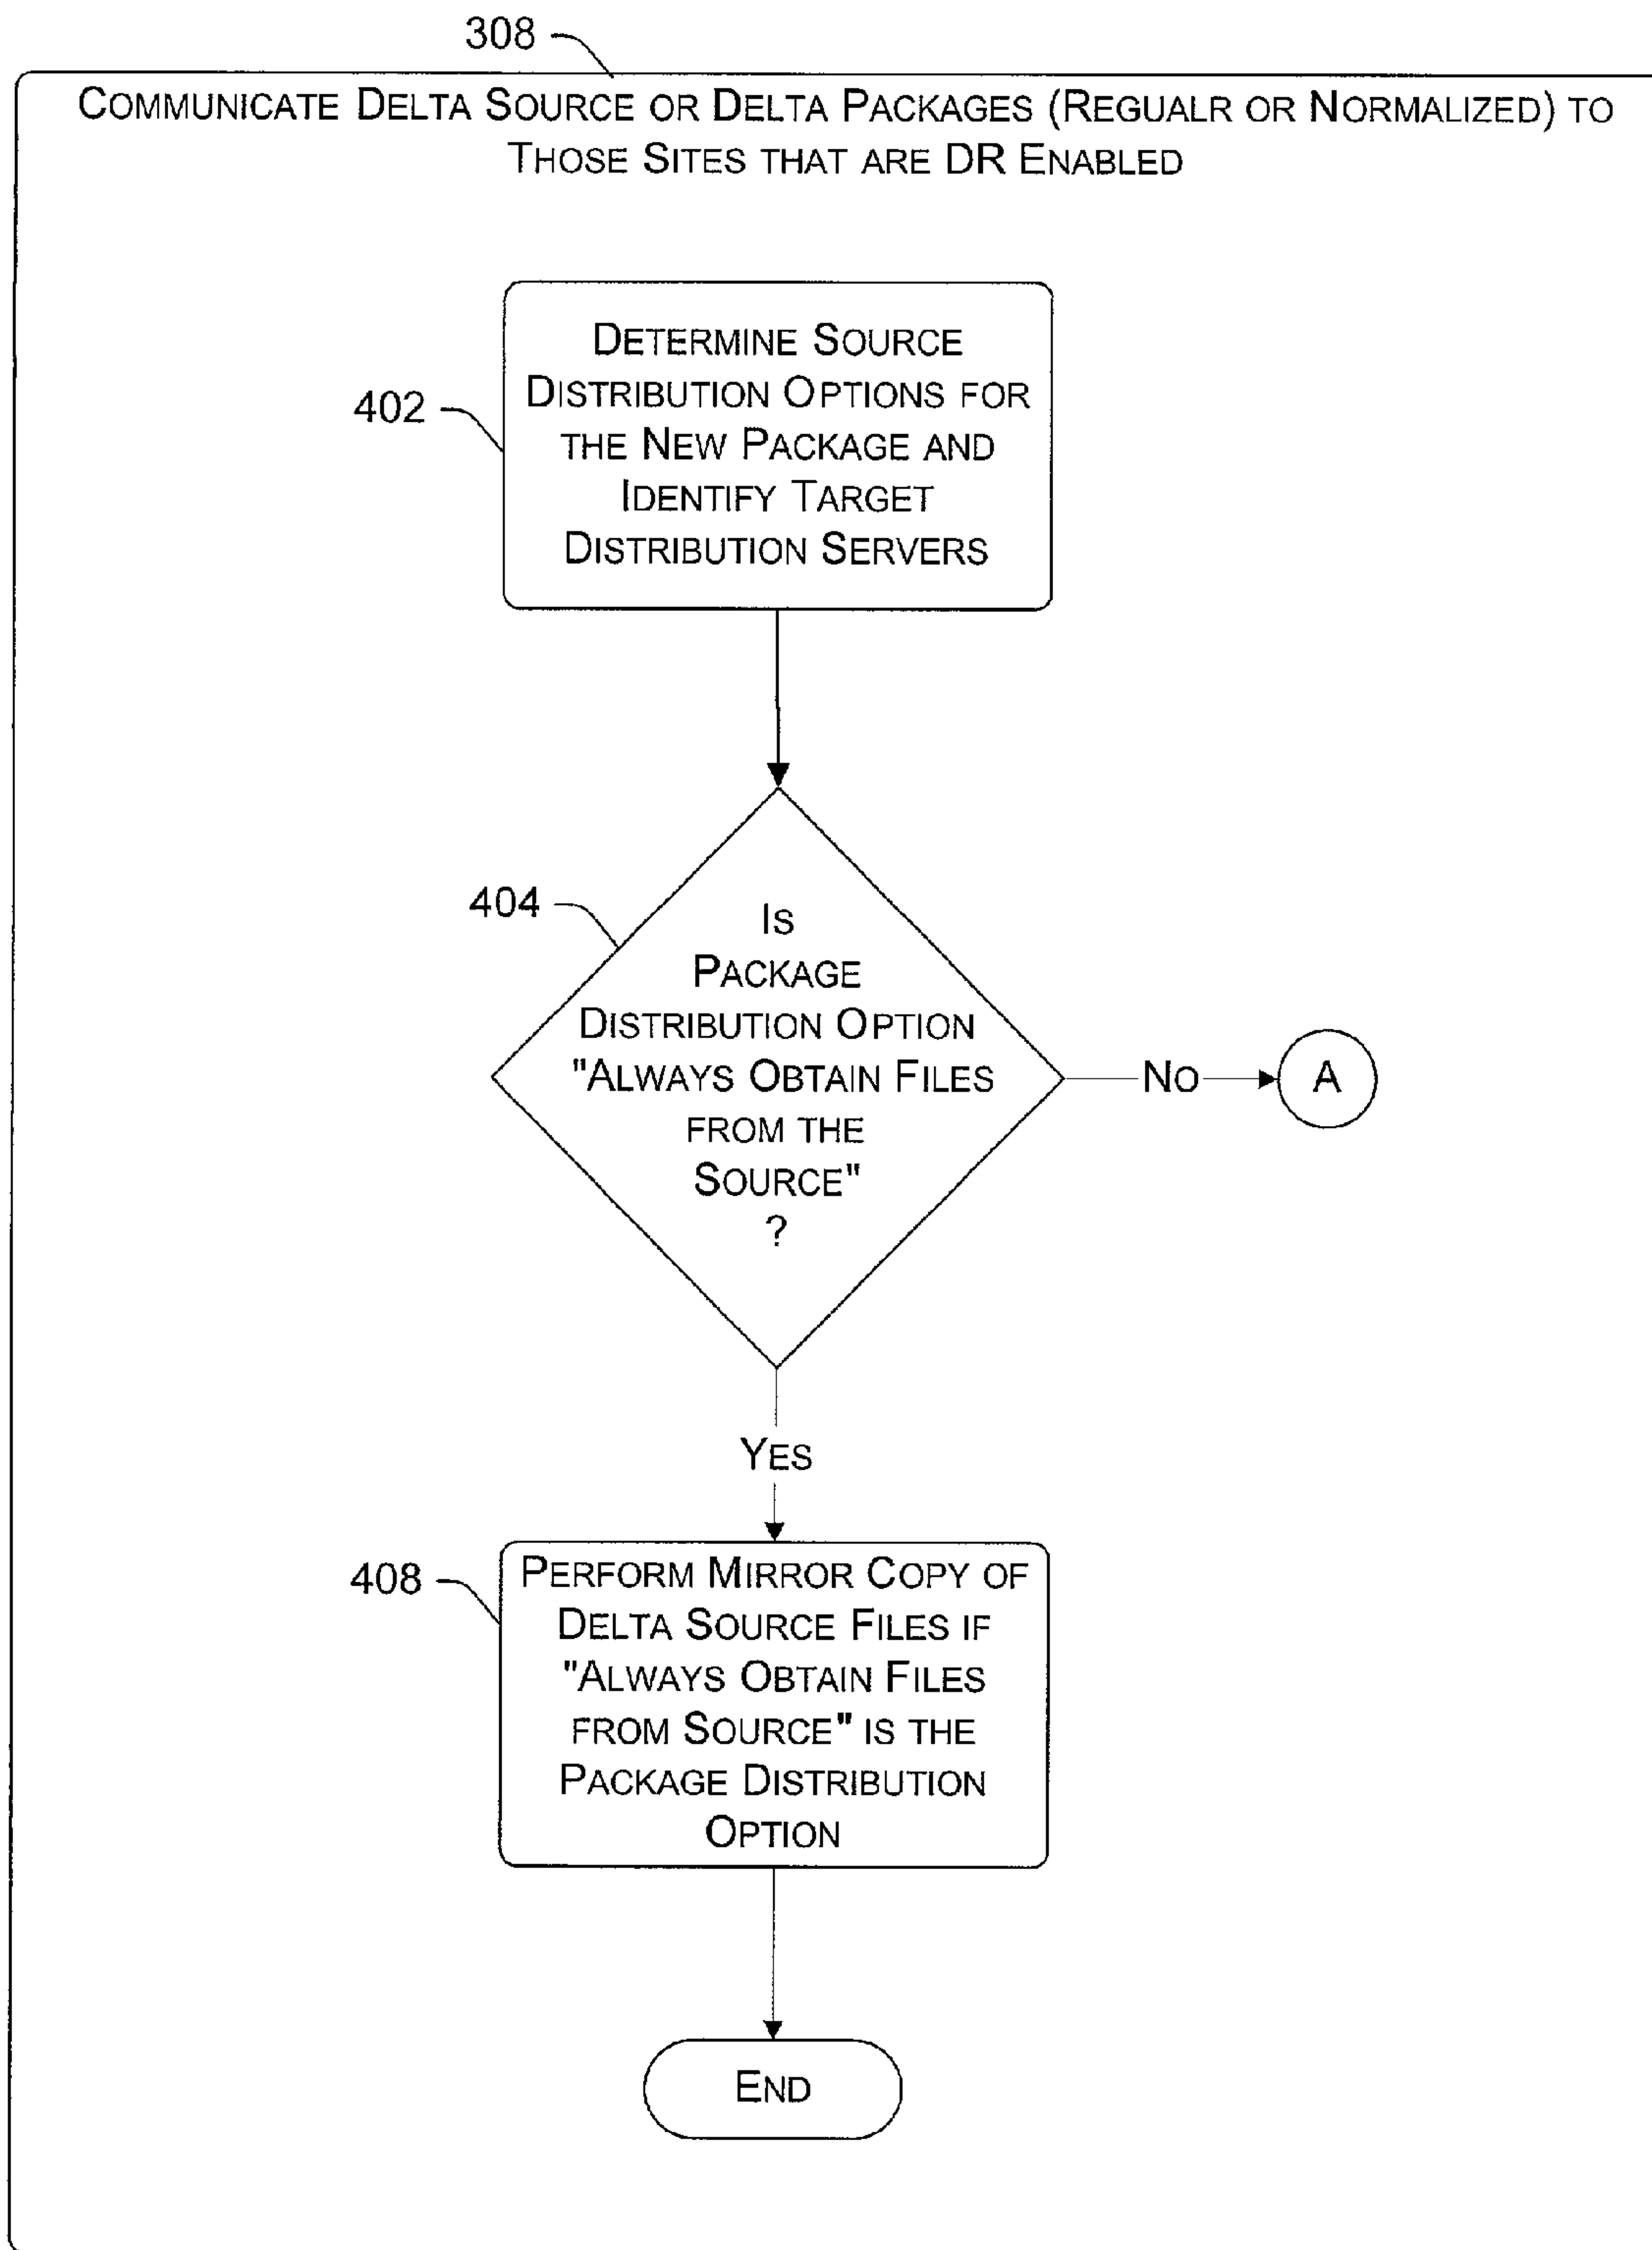 308
COMMUNICATE DELTA SOURCE OR DELTA PACKAGES (REGUALR OR NORMALIZED) TO
THOSE SITES THAT ARE DR ENABLED
402
DETERMINE SOURCE
DISTRIBUTION OPTIONS FOR
THE NEW PACKAGE AND
IDENTIFY TARGET
DISTRIBUTION SERVERS
404
IS
PACKAGE
DISTRIBUTION OPTION
"ALWAYS OBTAIN FILES
FROM THE
SOURCE"
?
NO
A
YES
408
PERFORM MIRROR COPY OF
DELTA SOURCE FILES IF
"ALWAYS OBTAIN FILES
FROM SOURCE" IS THE
PACKAGE DISTRIBUTION
OPTION
END